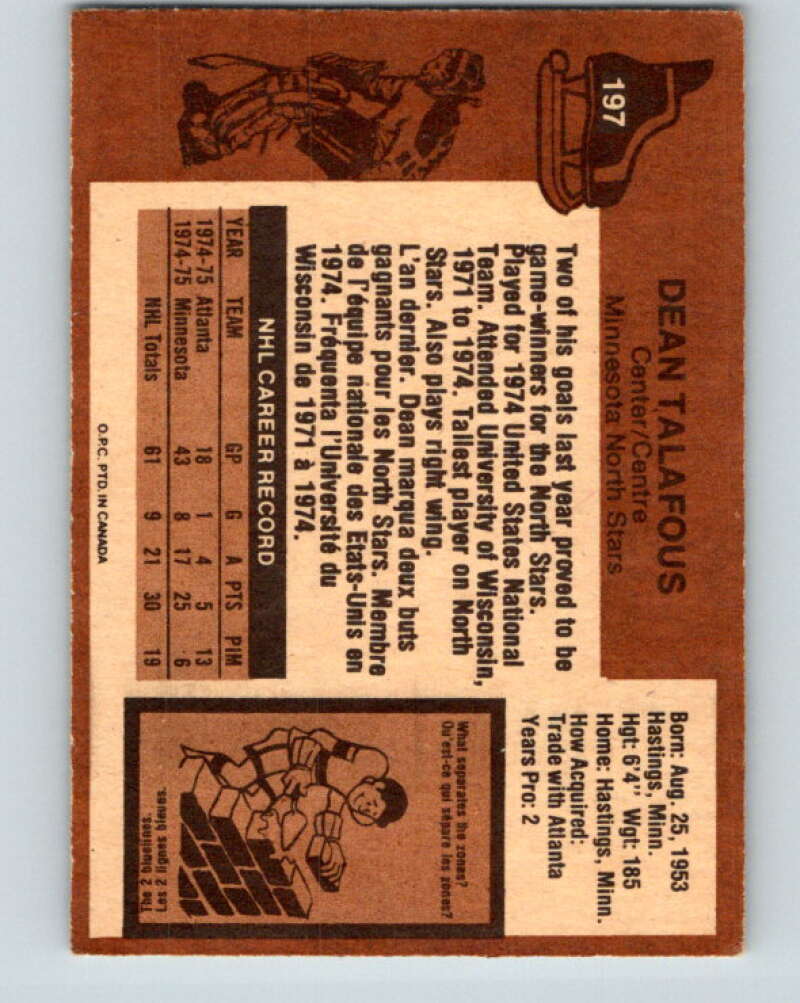 197
DEAN TALAFOUS
Center/Centre
Minnesota North Stars
Two of his goals last year proved to be
game-winners for the North Stars.
Played for 1974 United States National
Team. Attended University of Wisconsin,
1971 to 1974. Tallest player on North
Stars. Also plays right wing.
L'an dernier. Dean marqua deux buts
gagnants pour les North Stars. Membre
de l'équipe nationale des Etats-Unis en
1974. Fréquenta l'Université du
Wisconsin de 1971 à 1974.
NHL CAREER RECORD
YEAR TEAM GP G A PTS PIM
1974-75 Atlanta 18 1 4 5 13
1974-75 Minnesota 43 8 17 25 6
NHL Totals 61 9 21 30 19
O.P.C. PTD. IN CANADA
Born: Aug. 25, 1953
Hastings, Minn.
Hgt: 6'4" Wgt: 185
Home: Hastings, Minn.
How Acquired:
Trade with Atlanta
Years Pro: 2
What separates the zones?
Qu'est-ce qui sépare les zones?
The 2 bluelines.
Les 2 lignes bleues.